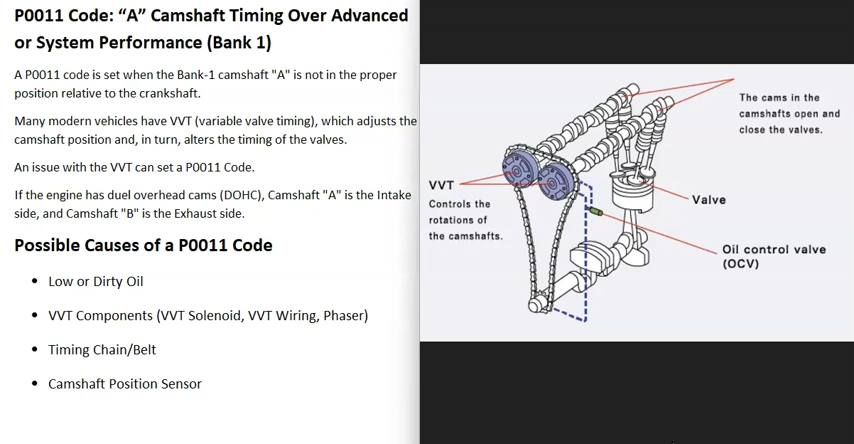 P0011 Code: “A” Camshaft Timing Over Advanced
or System Performance (Bank 1)
A P0011 code is set when the Bank-1 camshaft "A" is not in the proper
position relative to the crankshaft.
Many modern vehicles have VVT (variable valve timing), which adjusts the
camshaft position and, in turn, alters the timing of the valves.
An issue with the VVT can set a P0011 Code.
If the engine has duel overhead cams (DOHC), Camshaft "A" is the Intake
side, and Camshaft "B" is the Exhaust side.
Possible Causes of a P0011 Code
• Low or Dirty Oil
• VVT Components (VVT Solenoid, VVT Wiring, Phaser)
• Timing Chain/Belt
• Camshaft Position Sensor
The cams in the
camshafts open and
close the valves.
VVT
Controls the
rotations of
the camshafts.
Valve
Oil control valve
(OCV)